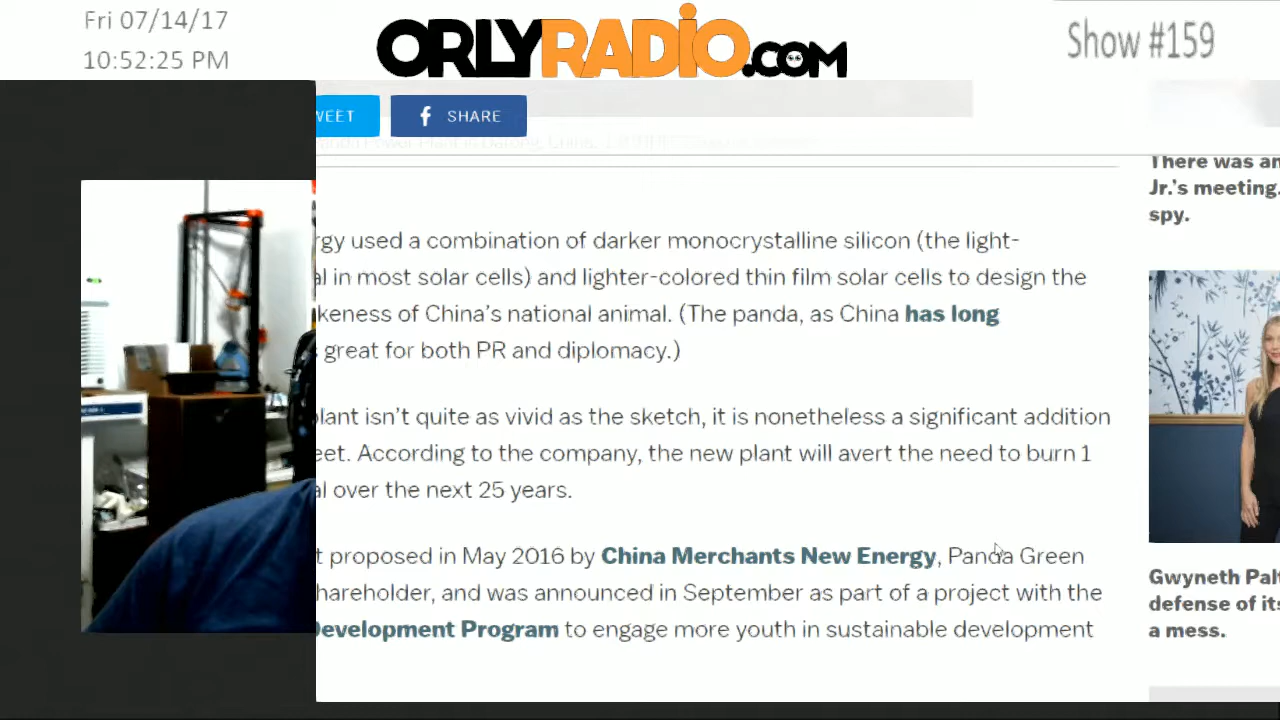 Fri 07/14/17
10:52:25 PM
ORLYRADIO.COM
Show #159
WEET
SHARE
There was an
Jr.'s meeting.
spy.
rgy used a combination of darker monocrystalline silicon (the light-
al in most solar cells) and lighter-colored thin film solar cells to design the
keness of China's national animal. (The panda, as China has long
great for both PR and diplomacy.)
plant isn't quite as vivid as the sketch, it is nonetheless a significant addition
eet. According to the company, the new plant will avert the need to burn 1
al over the next 25 years.
t proposed in May 2016 by China Merchants New Energy, Panda Green
hareholder, and was announced in September as part of a project with the
Development Program to engage more youth in sustainable development
Gwyneth Palt
defense of its
a mess.